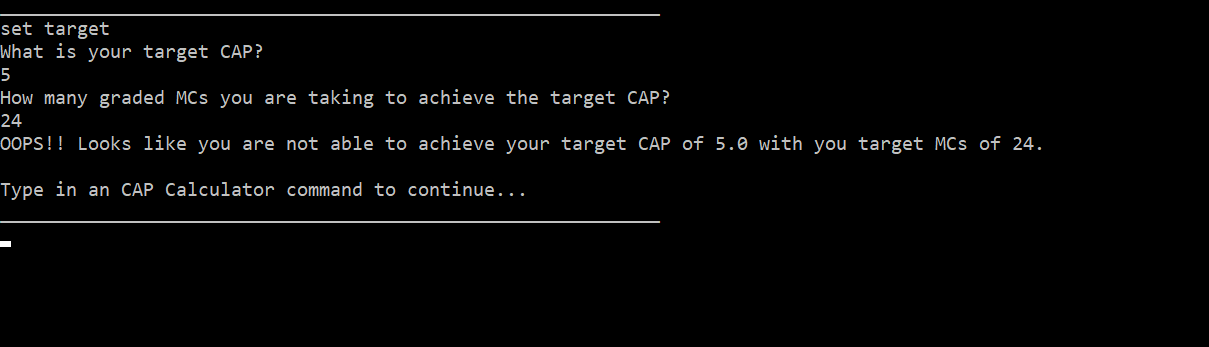 set target
What is your target CAP?
5
How many graded MCs you are taking to achieve the target CAP?
24
OOPS!! Looks like you are not able to achieve your target CAP of 5.0 with you target MCs of 24.
Type in an CAP Calculator command to continue...